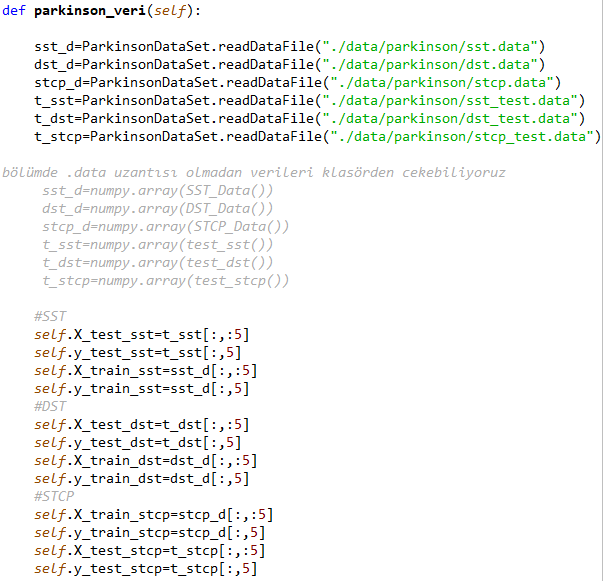 def parkinson_veri(self):
sst_d=ParkinsonDataSet.readDataFile("./data/parkinson/sst.data")
dst_d=ParkinsonDataSet.readDataFile("./data/parkinson/dst.data")
stcp_d=ParkinsonDataSet.readDataFile("./data/parkinson/stcp.data")
t_sst=ParkinsonDataSet.readDataFile("./data/parkinson/sst_test.data")
t_dst=ParkinsonDataSet.readDataFile("./data/parkinson/dst_test.data")
t_stcp=ParkinsonDataSet.readDataFile("./data/parkinson/stcp_test.data")
bölümde .data uzantısı olmadan verileri klasörden cekebiliyoruz
sst_d=numpy.array(SST_Data())
dst_d=numpy.array(DST_Data())
stcp_d=numpy.array(STCP_Data())
t_sst=numpy.array(test_sst())
t_dst=numpy.array(test_dst())
t_stcp=numpy.array(test_stcp())
#SST
self.X_test_sst=t_sst[:,:5]
self.y_test_sst=t_sst[:,5]
self.X_train_sst=sst_d[:,:5]
self.y_train_sst=sst_d[:,5]
#DST
self.X_test_dst=t_dst[:,:5]
self.y_test_dst=t_dst[:,5]
self.X_train_dst=dst_d[:,:5]
self.y_train_dst=dst_d[:,5]
#STCP
self.X_train_stcp=stcp_d[:,:5]
self.y_train_stcp=stcp_d[:,5]
self.X_test_stcp=t_stcp[:,:5]
self.y_test_stcp=t_stcp[:,5]